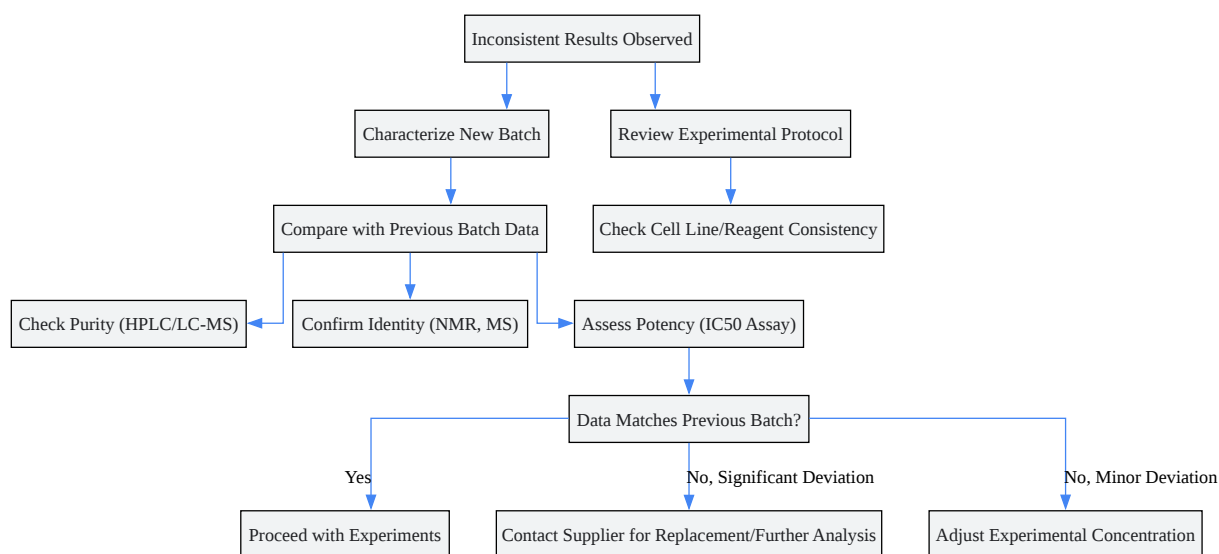 Inconsistent Results Observed
Characterize New Batch
Review Experimental Protocol
Compare with Previous Batch Data
Check Cell Line/Reagent Consistency
Check Purity (HPLC/LC-MS)
Confirm Identity (NMR, MS)
Assess Potency (IC50 Assay)
Data Matches Previous Batch?
Yes
No, Significant Deviation
No, Minor Deviation
Proceed with Experiments
Contact Supplier for Replacement/Further Analysis
Adjust Experimental Concentration